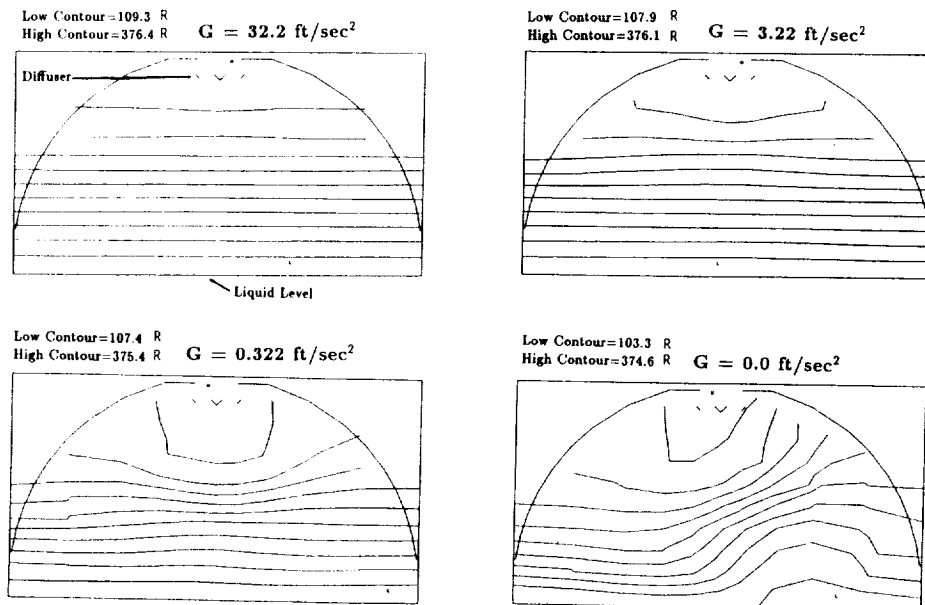 Low Contour=109.3 R
High Contour=376.4 R G = 32.2 ft/sec²
Diffuser
Liquid Level
Low Contour=107.9 R
High Contour=376.1 R G = 3.22 ft/sec²
Low Contour=107.4 R
High Contour=375.4 R G = 0.322 ft/sec²
Low Contour=103.3 R
High Contour=374.6 R G = 0.0 ft/sec²